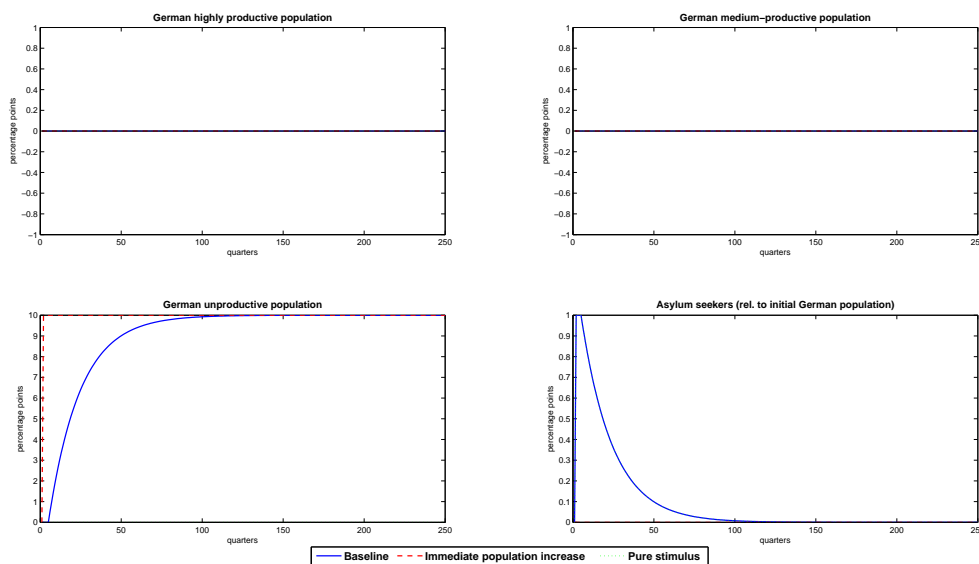 German highly productive population
German medium−productive population
1
0.8
0.6
0.4
0.2
0
−0.2
−0.4
−0.6
−0.8
−1
percentage points
0 50 100 150 200 250
quarters
1
0.8
0.6
0.4
0.2
0
−0.2
−0.4
−0.6
−0.8
−1
percentage points
0 50 100 150 200 250
quarters
German unproductive population
Asylum seekers (rel. to initial German population)
10
9
8
7
6
5
4
3
2
1
0
percentage points
0 50 100 150 200 250
quarters
1
0.9
0.8
0.7
0.6
0.5
0.4
0.3
0.2
0.1
0
percentage points
0 50 100 150 200 250
quarters
Baseline Immediate population increase Pure stimulus